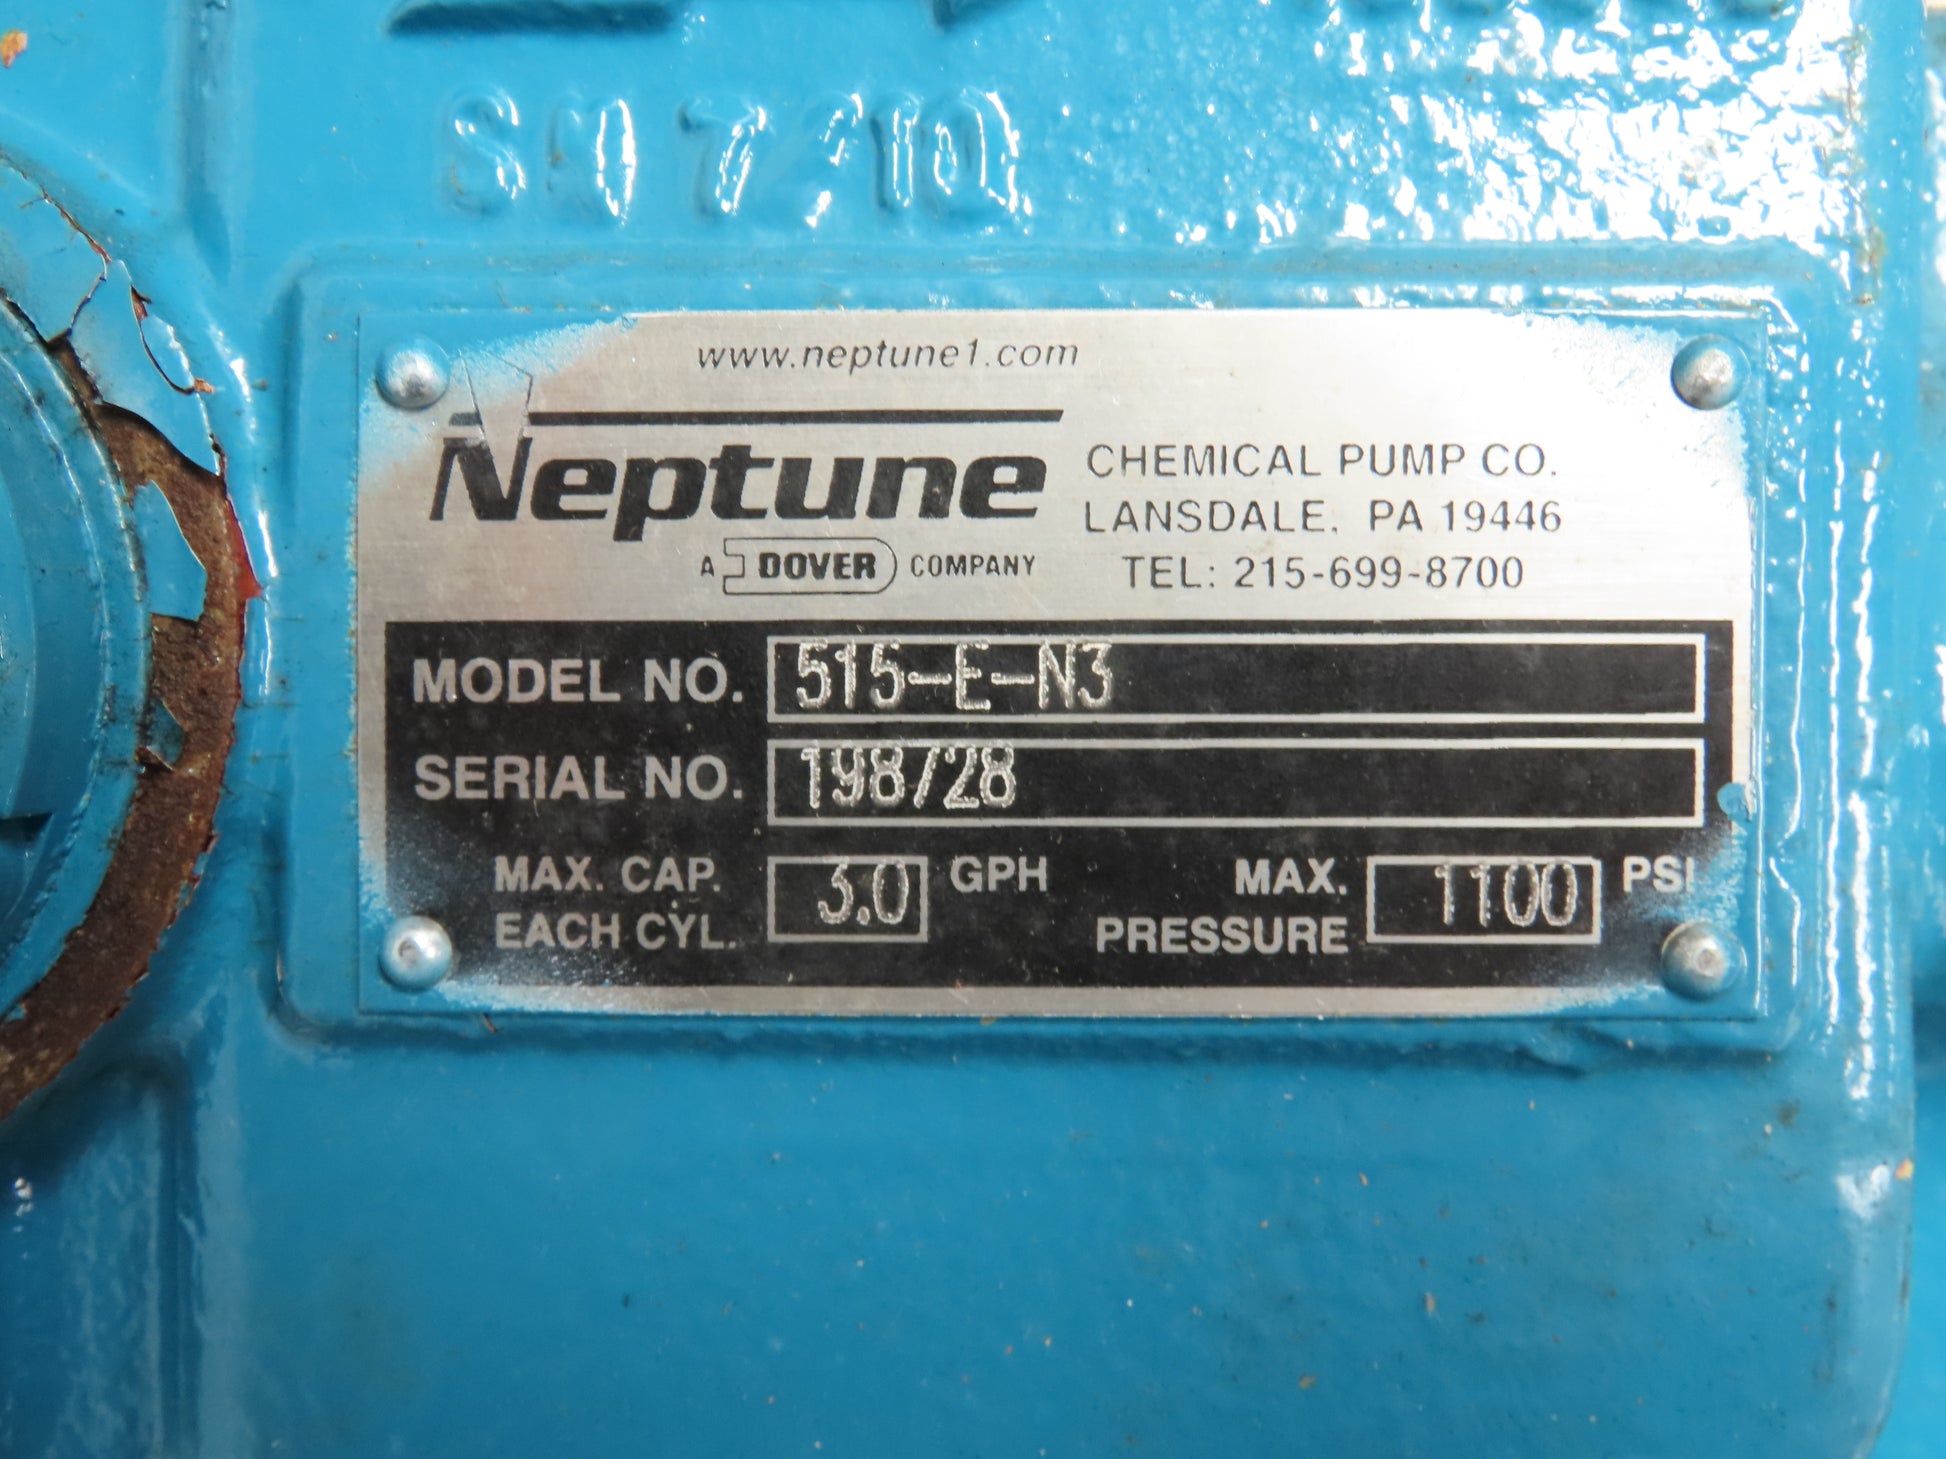 SN 7210
www.neptune1.com
Neptune
A DOVER COMPANY
CHEMICAL PUMP CO.
LANSDALE, PA 19446
TEL: 215-699-8700
MODEL NO. 515-E-N3
SERIAL NO. 198728
MAX. CAP. EACH CYL. 3.0 GPH
MAX. PRESSURE 1100 PSI